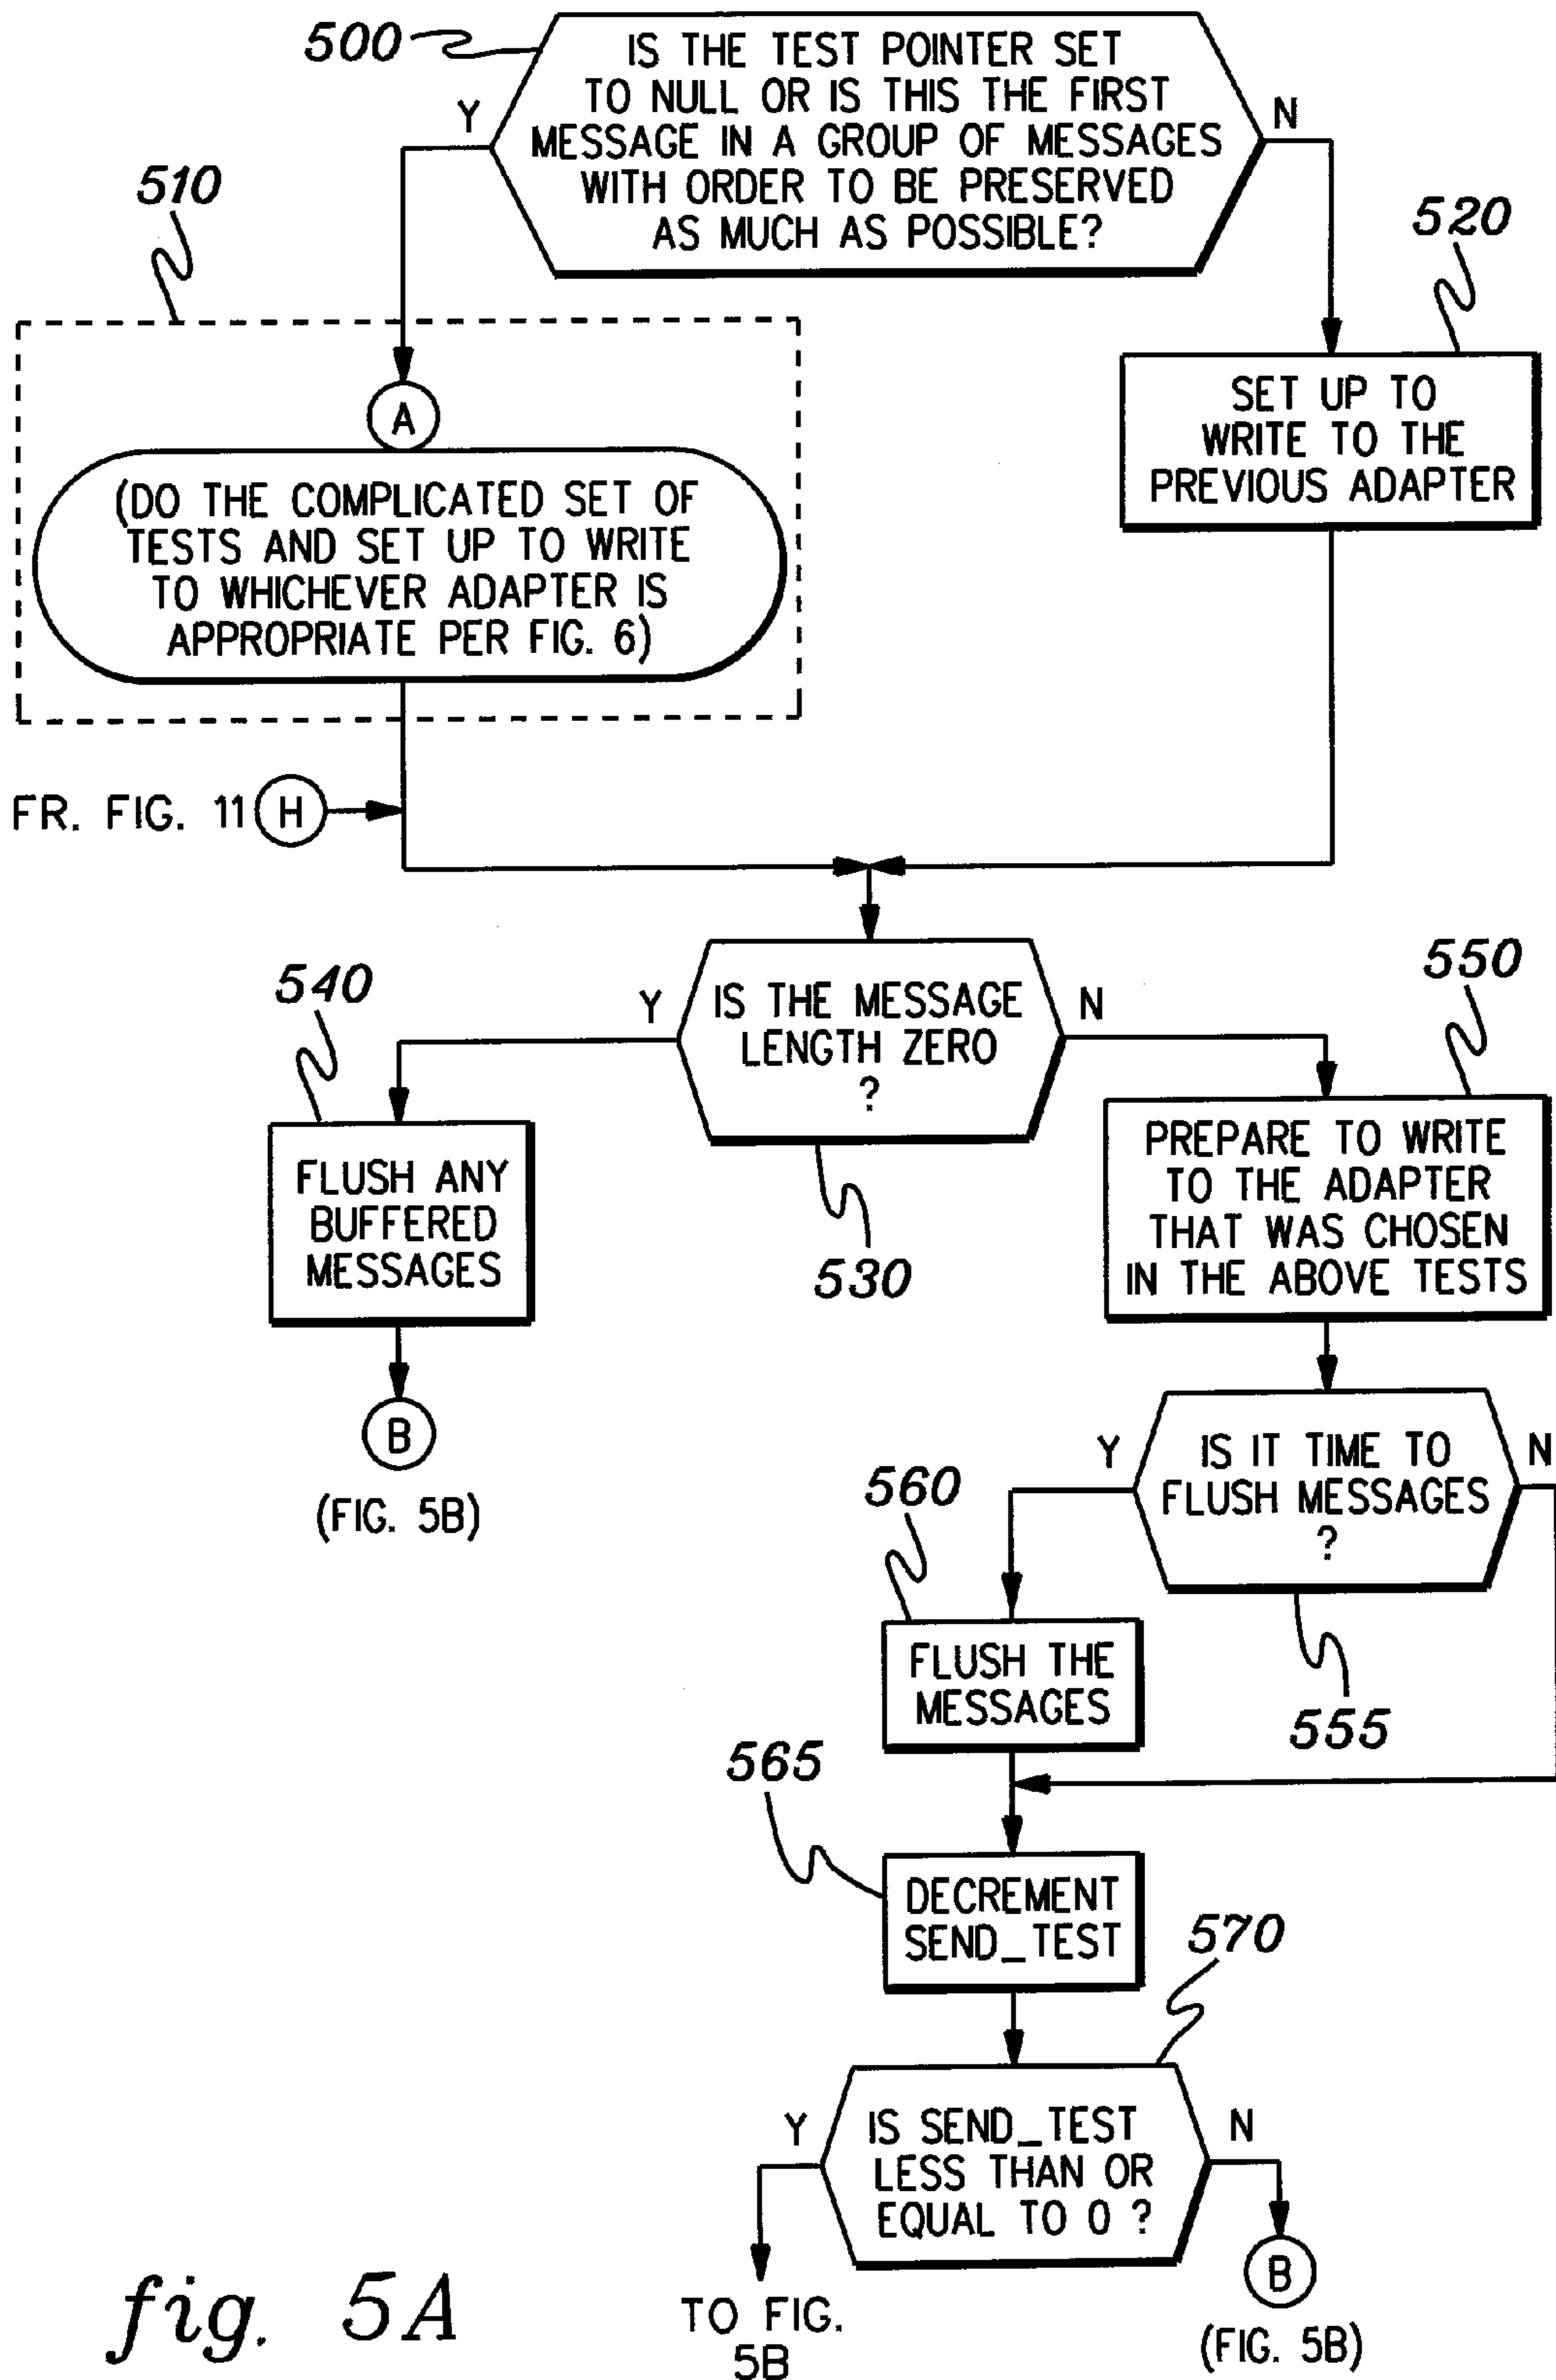 500
IS THE TEST POINTER SET
TO NULL OR IS THIS THE FIRST
MESSAGE IN A GROUP OF MESSAGES
WITH ORDER TO BE PRESERVED
AS MUCH AS POSSIBLE?
Y
N
510
520
A
(DO THE COMPLICATED SET OF
TESTS AND SET UP TO WRITE
TO WHICHEVER ADAPTER IS
APPROPRIATE PER FIG. 6)
SET UP TO
WRITE TO THE
PREVIOUS ADAPTER
FR. FIG. 11
H
540
Y
IS THE MESSAGE
LENGTH ZERO
?
N
550
530
FLUSH ANY
BUFFERED
MESSAGES
PREPARE TO WRITE
TO THE ADAPTER
THAT WAS CHOSEN
IN THE ABOVE TESTS
B
(FIG. 5B)
560
Y
IS IT TIME TO
FLUSH MESSAGES
?
N
555
FLUSH THE
MESSAGES
565
DECREMENT
SEND_TEST
570
Y
IS SEND_TEST
LESS THAN OR
EQUAL TO 0 ?
N
TO FIG.
5B
B
(FIG. 5B)
fig. 5A